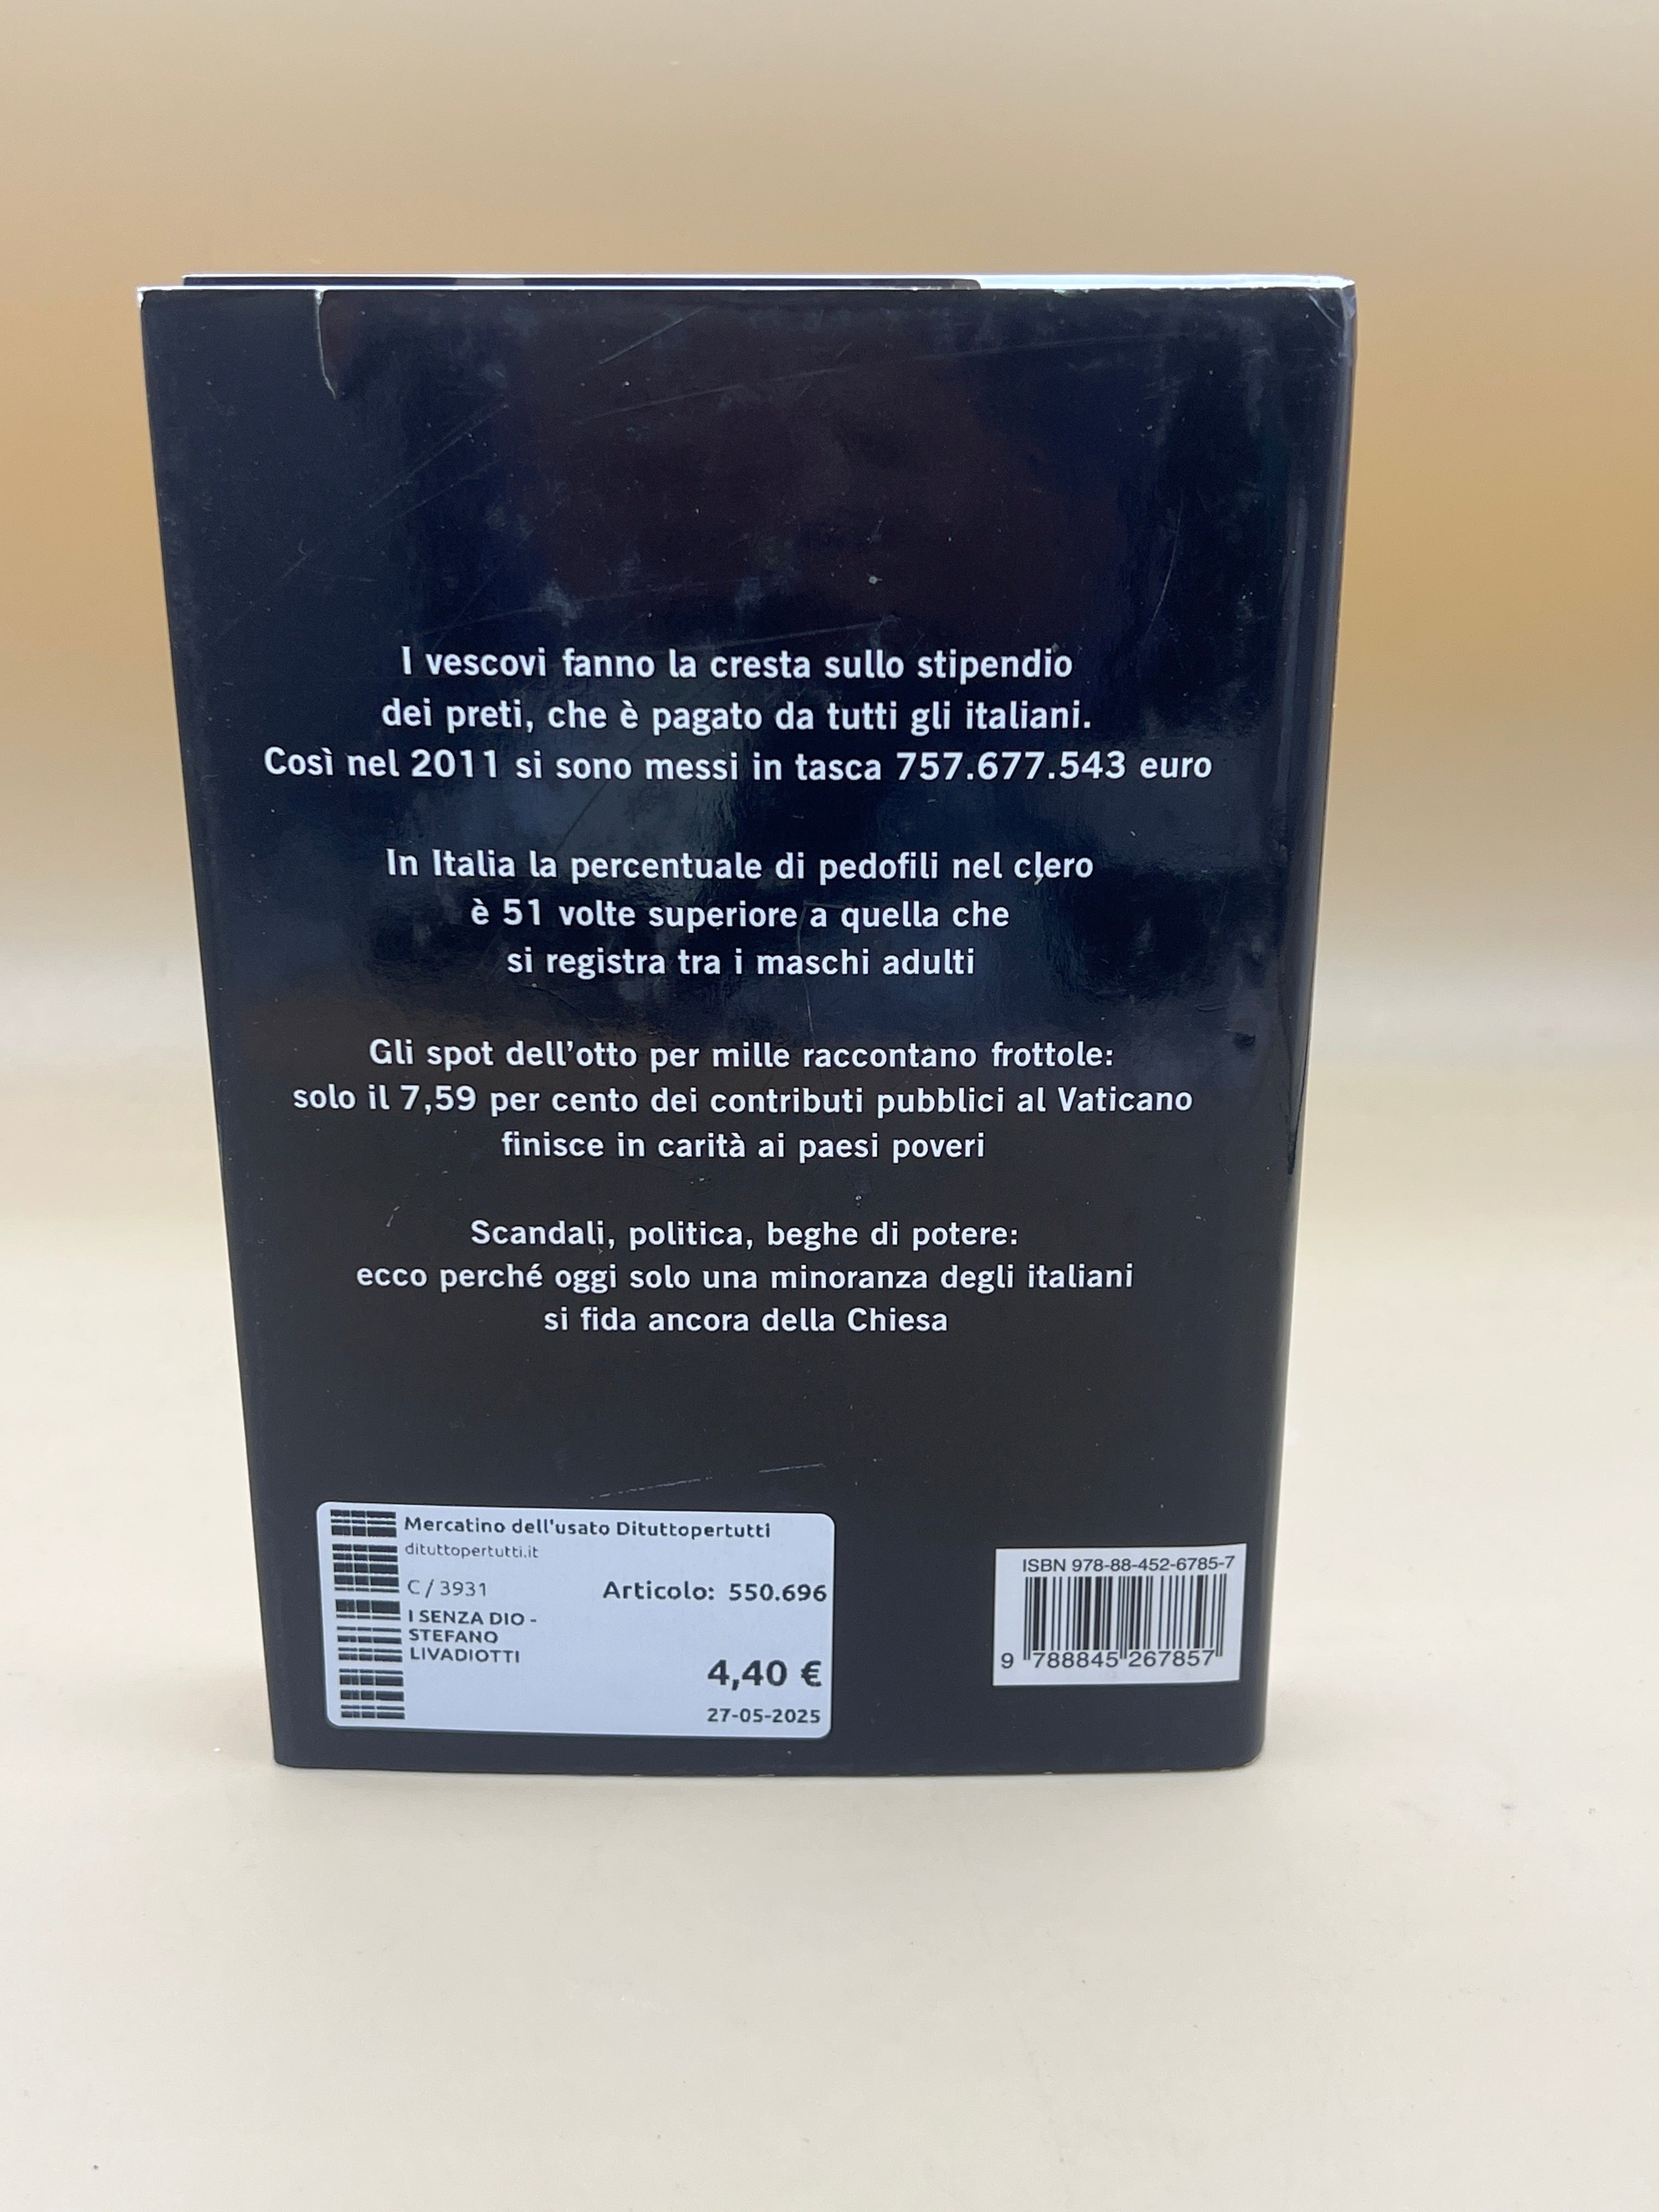 I vescovi fanno la cresta sullo stipendio
dei preti, che è pagato da tutti gli italiani.
Così nel 2011 si sono messi in tasca 757.677.543 euro
In Italia la percentuale di pedofili nel clero
è 51 volte superiore a quella che
si registra tra i maschi adulti
Gli spot dell'otto per mille raccontano frottole:
solo il 7,59 per cento dei contributi pubblici al Vaticano
finisce in carità ai paesi poveri
Scandali, politica, beghe di potere:
ecco perché oggi solo una minoranza degli italiani
si fida ancora della Chiesa
Mercatino dell'usato Dituttopertutti
dituttopertutti.it
C / 3931 Articolo: 550.696
I SENZA DIO -
STEFANO
LIVADIOTTI
4,40 €
27-05-2025
ISBN 978-88-452-6785-7
9 788845 267857